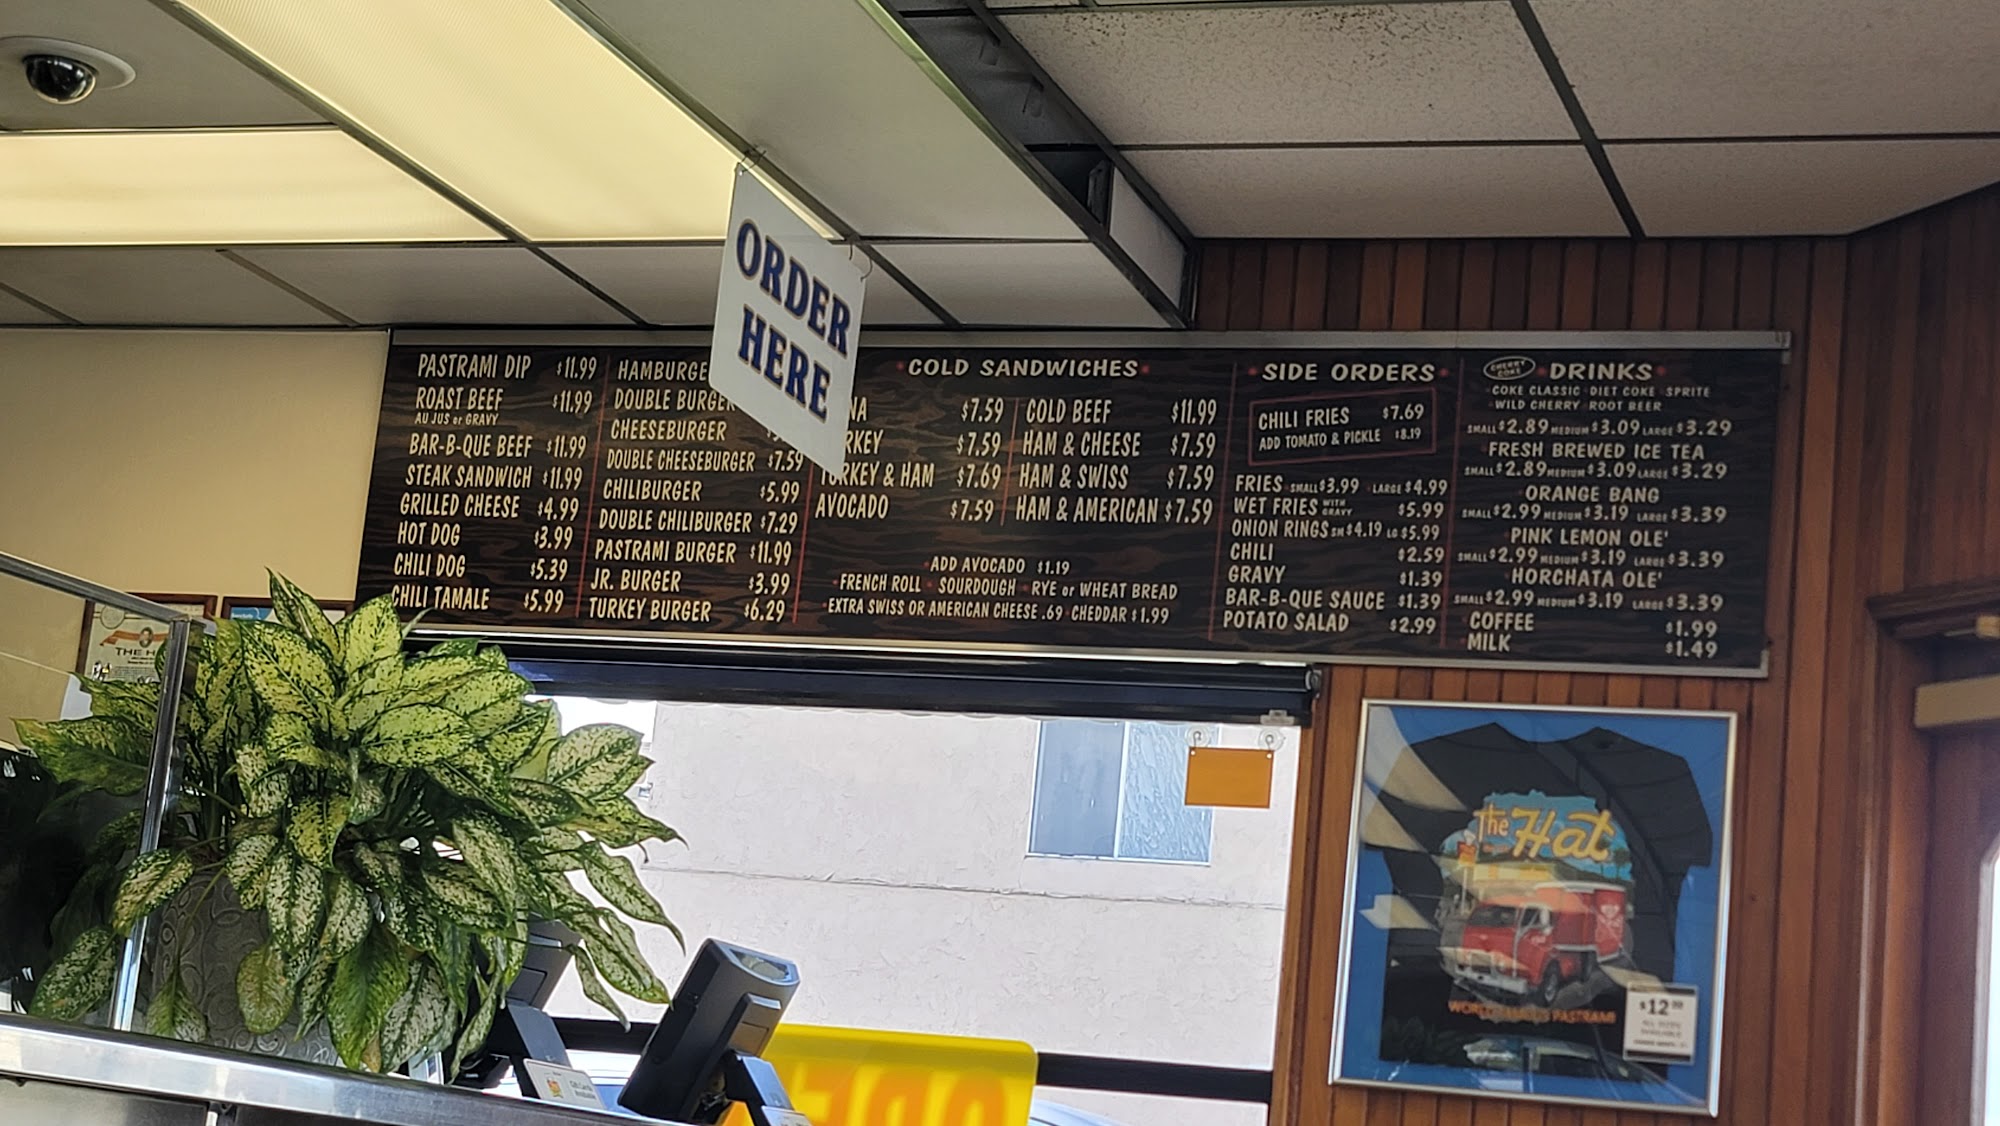 ORDER
HERE
PASTRAMI DIP $11.99
ROAST BEEF $11.99
AU JUS or GRAVY
BAR-B-QUE BEEF $11.99
STEAK SANDWICH $11.99
GRILLED CHEESE $4.99
HOT DOG $3.99
CHILI DOG $5.39
CHILI TAMALE $5.99
HAMBURGE
DOUBLE BURGER
CHEESEBURGER
DOUBLE CHEESEBURGER $7.59
CHILIBURGER $5.99
DOUBLE CHILIBURGER $7.29
PASTRAMI BURGER $11.99
JR. BURGER $3.99
TURKEY BURGER $6.29
COLD SANDWICHES
NA $7.59
RKEY $7.59
TURKEY & HAM $7.69
AVOCADO $7.59
COLD BEEF $11.99
HAM & CHEESE $7.59
HAM & SWISS $7.59
HAM & AMERICAN $7.59
ADD AVOCADO $1.19
FRENCH ROLL SOURDOUGH RYE or WHEAT BREAD
EXTRA SWISS OR AMERICAN CHEESE .69 CHEDDAR $1.99
SIDE ORDERS
CHILI FRIES $7.69
ADD TOMATO & PICKLE $8.19
FRIES SMALL $3.99 LARGE $4.99
WET FRIES WITH GRAVY $5.99
ONION RINGS SM $4.19 LG $5.99
CHILI $2.59
GRAVY $1.39
BAR-B-QUE SAUCE $1.39
POTATO SALAD $2.99
CHERRY COKE DRINKS
COKE CLASSIC DIET COKE SPRITE
WILD CHERRY ROOT BEER
SMALL $2.89 MEDIUM $3.09 LARGE $3.29
FRESH BREWED ICE TEA
SMALL $2.89 MEDIUM $3.09 LARGE $3.29
ORANGE BANG
SMALL $2.99 MEDIUM $3.19 LARGE $3.39
PINK LEMON OLE'
SMALL $2.99 MEDIUM $3.19 LARGE $3.39
HORCHATA OLE'
SMALL $2.99 MEDIUM $3.19 LARGE $3.39
COFFEE $1.99
MILK $1.49
THE H
The Hat
PASTRAMI
$12.99
ALL SIZES
AVAILABLE